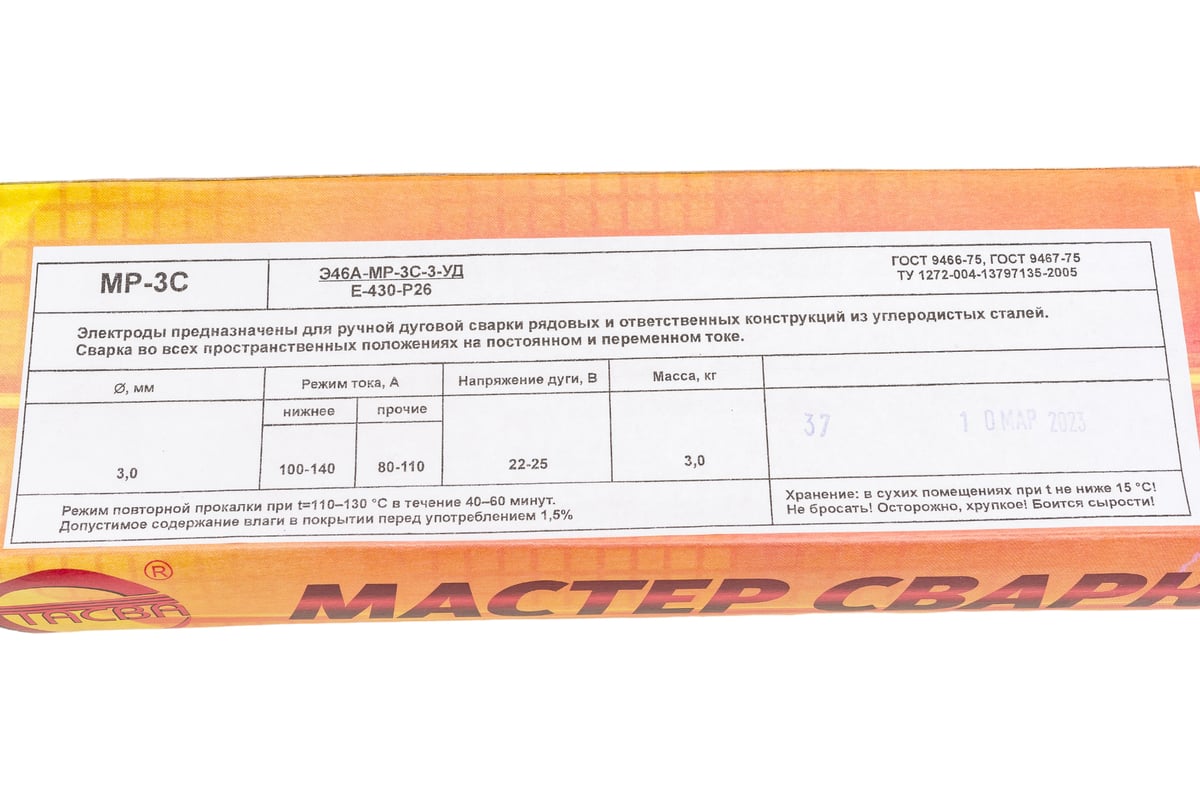 МР-3С
Э46А-МР-3С-3-УД
Е-430-Р26
ГОСТ 9466-75, ГОСТ 9467-75
ТУ 1272-004-13797135-2005
Электроды предназначены для ручной дуговой сварки рядовых и ответственных конструкций из углеродистых сталей.
Сварка во всех пространственных положениях на постоянном и переменном токе.
Ø, мм
Режим тока, А
Напряжение дуги, В
Масса, кг
нижнее
прочие
37
10 МАР 2023
3,0
100-140
80-110
22-25
3,0
Режим повторной прокалки при t=110–130 °С в течение 40–60 минут.
Допустимое содержание влаги в покрытии перед употреблением 1,5%
Хранение: в сухих помещениях при t не ниже 15 °С!
Не бросать! Осторожно, хрупкое! Боится сырости!
ТАСВА ®
МАСТЕР СВАРК